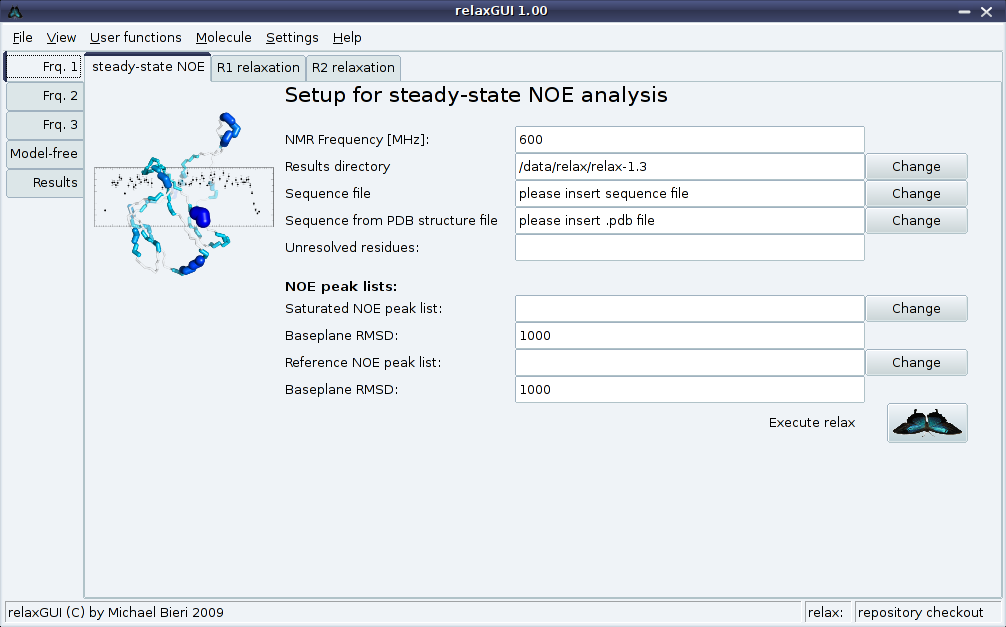 relaxGUI 1.00
File View User functions Molecule Settings Help
Frq. 1
Frq. 2
Frq. 3
Model-free
Results
steady-state NOE R1 relaxation R2 relaxation
Setup for steady-state NOE analysis
NMR Frequency [MHz]: 600
Results directory /data/relax/relax-1.3 Change
Sequence file please insert sequence file Change
Sequence from PDB structure file please insert .pdb file Change
Unresolved residues:
NOE peak lists:
Saturated NOE peak list: Change
Baseplane RMSD: 1000
Reference NOE peak list: Change
Baseplane RMSD: 1000
Execute relax
relaxGUI (C) by Michael Bieri 2009 relax: repository checkout